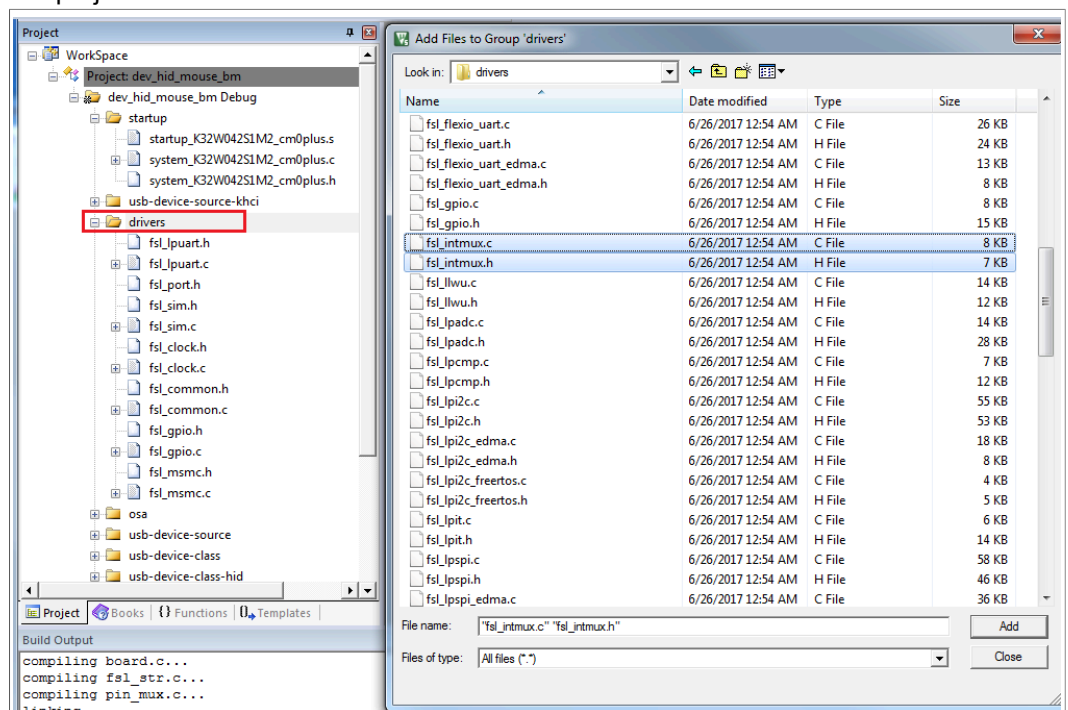 Project
WorkSpace
Project: dev_hid_mouse_bm
dev_hid_mouse_bm Debug
startup
startup_K32W042S1M2_cm0plus.s
system_K32W042S1M2_cm0plus.c
system_K32W042S1M2_cm0plus.h
usb-device-source-khci
drivers
fsl_lpuart.h
fsl_lpuart.c
fsl_port.h
fsl_sim.h
fsl_sim.c
fsl_clock.h
fsl_clock.c
fsl_common.h
fsl_common.c
fsl_gpio.h
fsl_gpio.c
fsl_msmc.h
fsl_msmc.c
osa
usb-device-source
usb-device-class
usb-device-class-hid
Project Books {} Functions 0 Templates
Build Output
compiling board.c...
compiling fsl_str.c...
compiling pin_mux.c...
linking...
Add Files to Group 'drivers'
Look in: drivers
Name Date modified Type Size
fsl_flexio_uart.c 6/26/2017 12:54 AM C File 26 KB
fsl_flexio_uart.h 6/26/2017 12:54 AM H File 24 KB
fsl_flexio_uart_edma.c 6/26/2017 12:54 AM C File 13 KB
fsl_flexio_uart_edma.h 6/26/2017 12:54 AM H File 8 KB
fsl_gpio.c 6/26/2017 12:54 AM C File 8 KB
fsl_gpio.h 6/26/2017 12:54 AM H File 15 KB
fsl_intmux.c 6/26/2017 12:54 AM C File 8 KB
fsl_intmux.h 6/26/2017 12:54 AM H File 7 KB
fsl_llwu.c 6/26/2017 12:54 AM C File 14 KB
fsl_llwu.h 6/26/2017 12:54 AM H File 12 KB
fsl_lpadc.c 6/26/2017 12:54 AM C File 14 KB
fsl_lpadc.h 6/26/2017 12:54 AM H File 28 KB
fsl_lpcmp.c 6/26/2017 12:54 AM C File 7 KB
fsl_lpcmp.h 6/26/2017 12:54 AM H File 12 KB
fsl_lpi2c.c 6/26/2017 12:54 AM C File 55 KB
fsl_lpi2c.h 6/26/2017 12:54 AM H File 53 KB
fsl_lpi2c_edma.c 6/26/2017 12:54 AM C File 18 KB
fsl_lpi2c_edma.h 6/26/2017 12:54 AM H File 8 KB
fsl_lpi2c_freertos.c 6/26/2017 12:54 AM C File 4 KB
fsl_lpi2c_freertos.h 6/26/2017 12:54 AM H File 5 KB
fsl_lpit.c 6/26/2017 12:54 AM C File 6 KB
fsl_lpit.h 6/26/2017 12:54 AM H File 14 KB
fsl_lpspi.c 6/26/2017 12:54 AM C File 58 KB
fsl_lpspi.h 6/26/2017 12:54 AM H File 46 KB
fsl_lpspi_edma.c 6/26/2017 12:54 AM C File 36 KB
File name: "fsl_intmux.c" "fsl_intmux.h" Add
Files of type: All files (*.*) Close